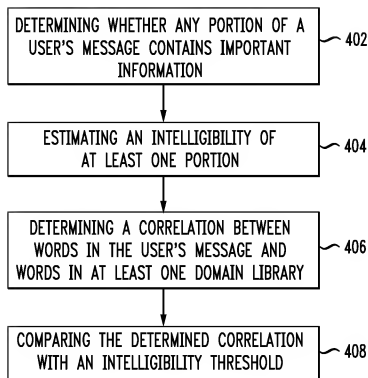 DETERMINING WHETHER ANY PORTION OF A
USER'S MESSAGE CONTAINS IMPORTANT
INFORMATION
402
ESTIMATING AN INTELLIGIBILITY OF
AT LEAST ONE PORTION
404
DETERMINING A CORRELATION BETWEEN
WORDS IN THE USER'S MESSAGE AND
WORDS IN AT LEAST ONE DOMAIN LIBRARY
406
COMPARING THE DETERMINED CORRELATION
WITH AN INTELLIGIBILITY THRESHOLD
408